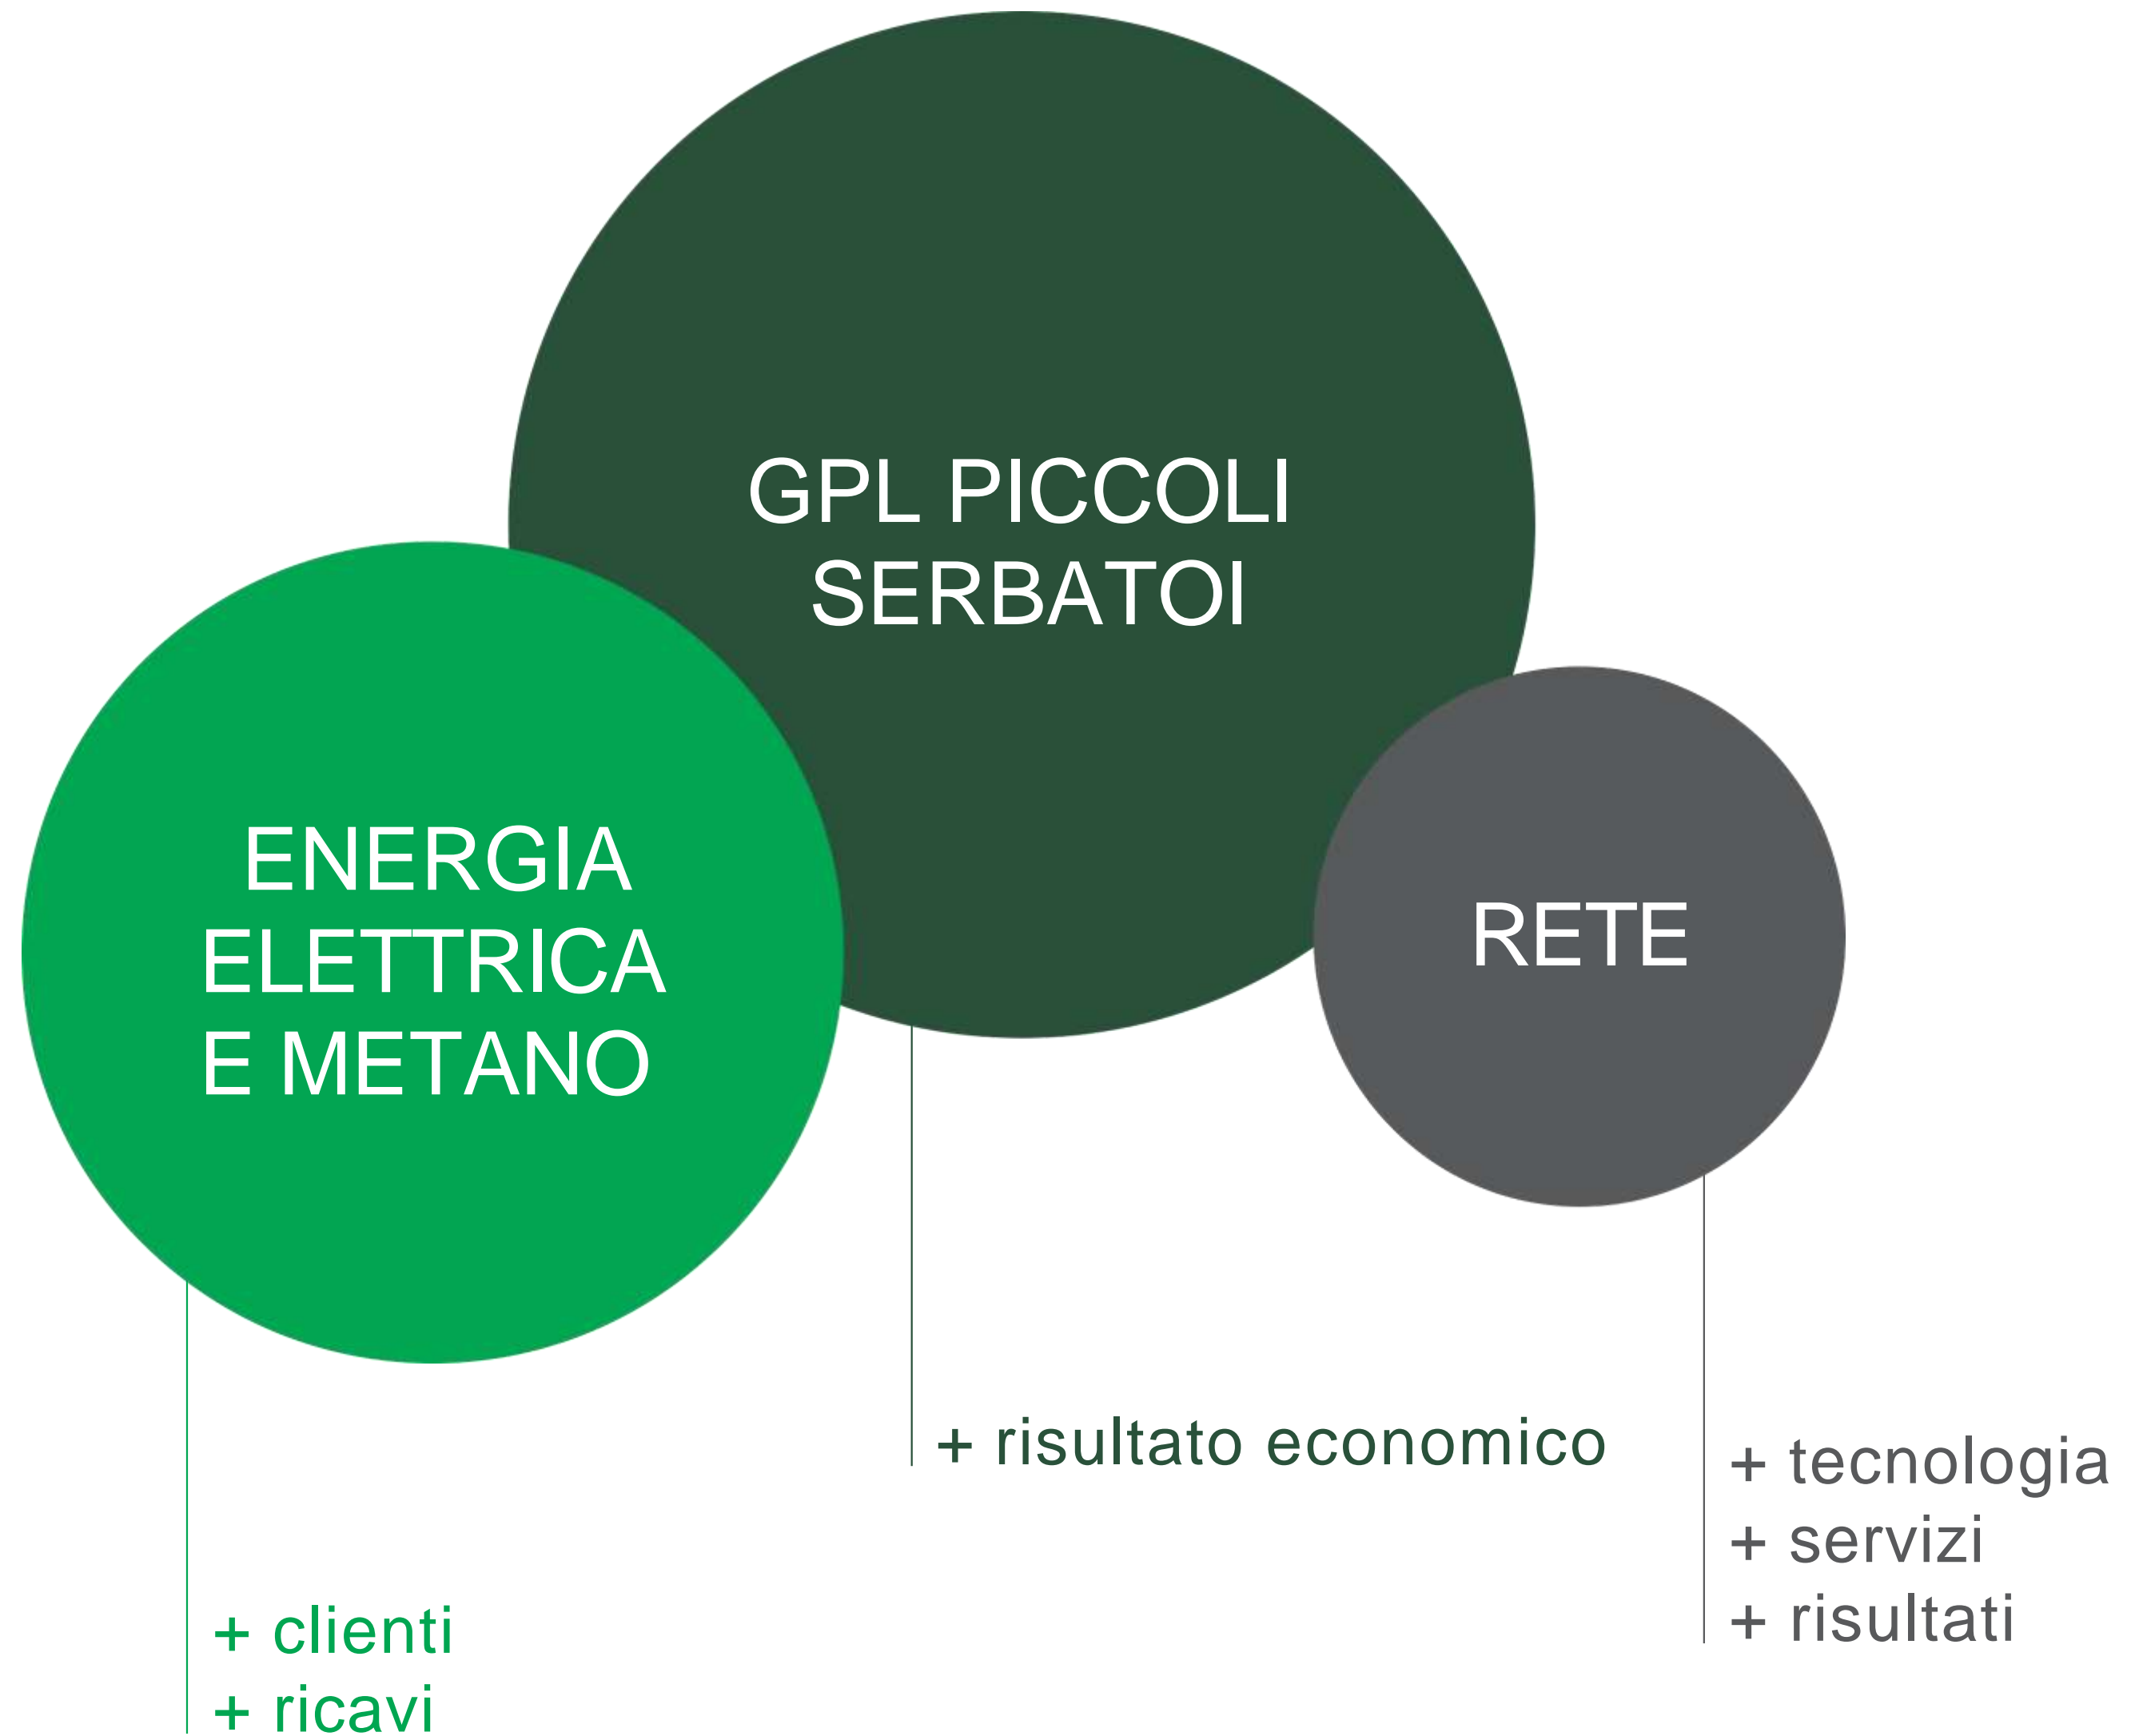 GPL PICCOLI
SERBATOI
ENERGIA
ELETTRICA
E METANO
RETE
+ risultato economico
+ tecnologia
+ servizi
+ risultati
+ clienti
+ ricavi